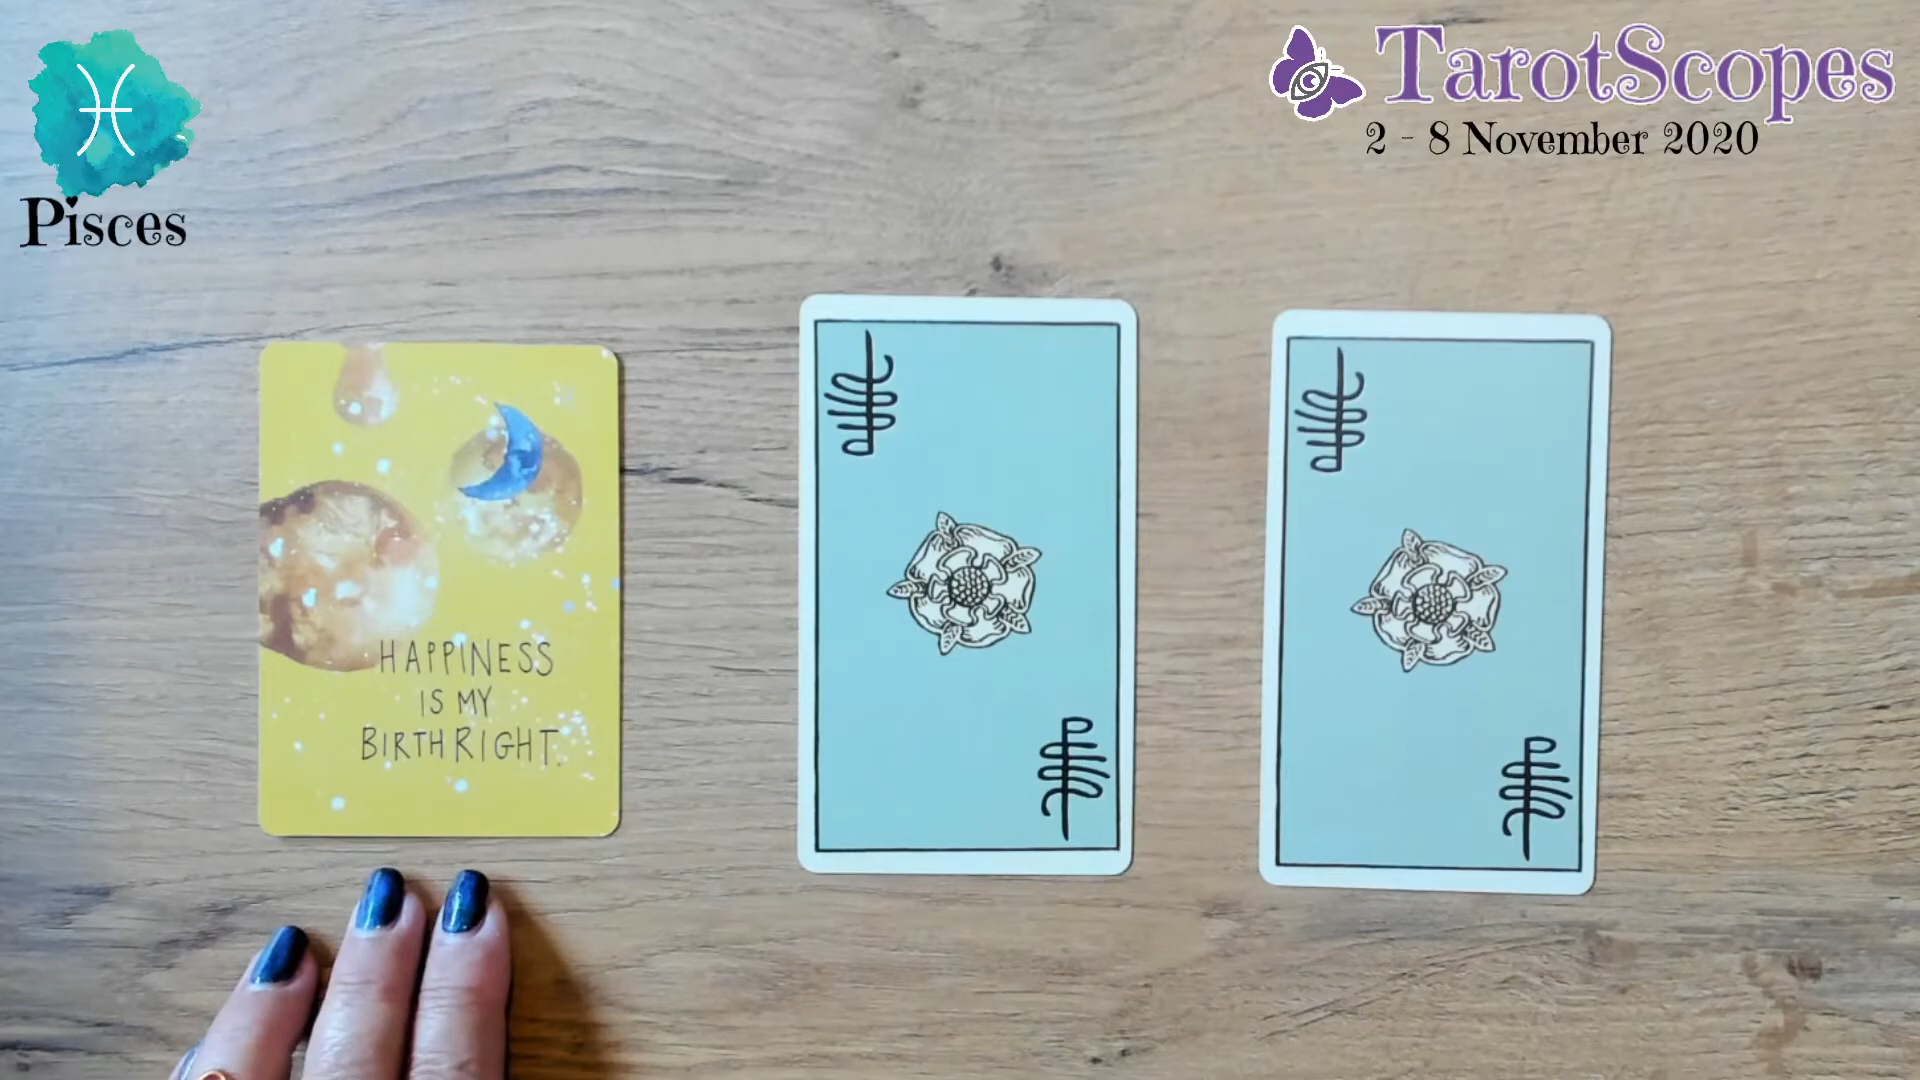 Pisces
TarotScopes
2 - 8 November 2020
HAPPINESS
IS MY
BIRTHRIGHT.